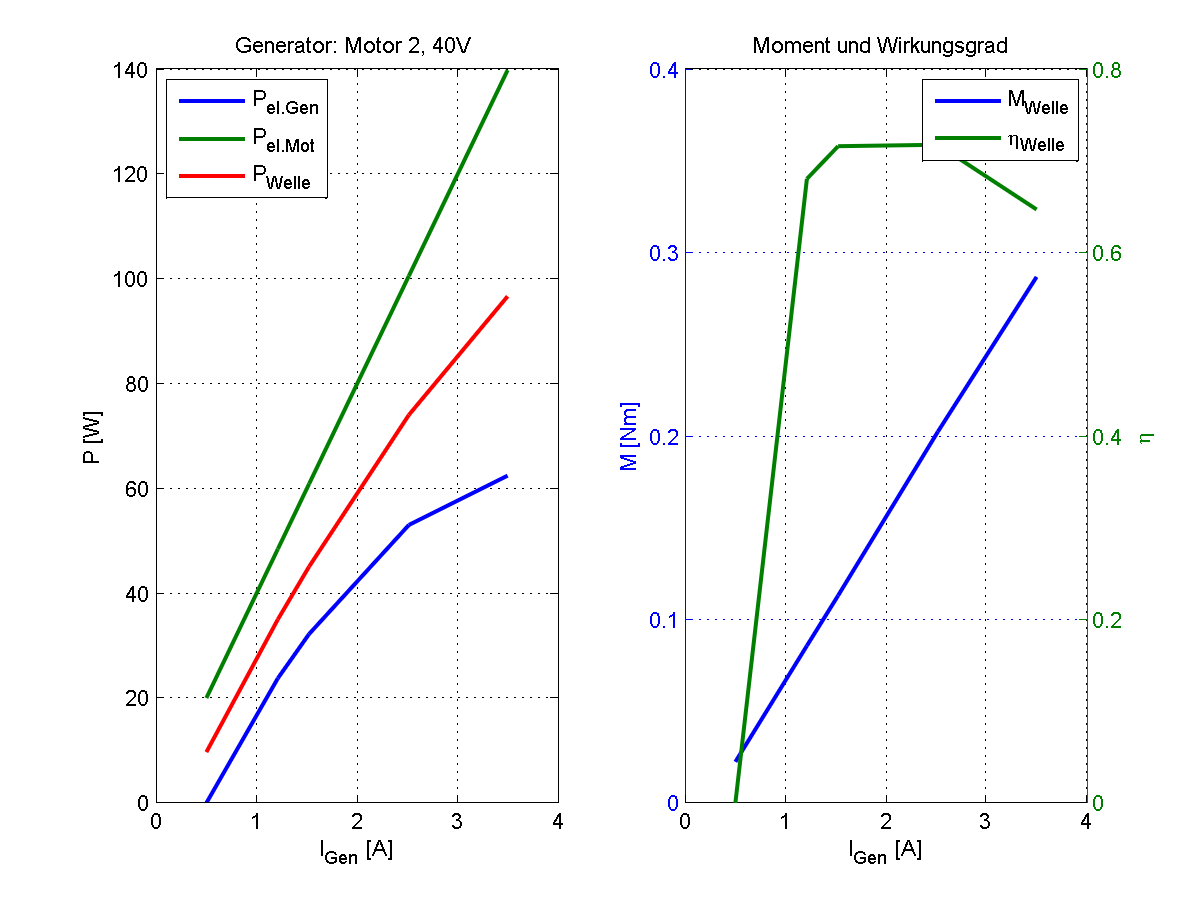 Generator: Motor 2, 40V
140
120
100
80
60
40
20
0
P [W]
P_el.Gen
P_el.Mot
P_Welle
0 1 2 3 4
I_Gen [A]
Moment und Wirkungsgrad
0.4
0.3
0.2
0.1
0
M [Nm]
M_Welle
η_Welle
0.8
0.6
0.4
0.2
0
η
0 1 2 3 4
I_Gen [A]